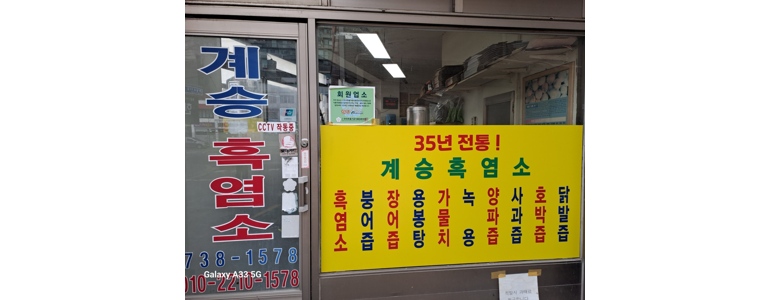 계승
흑염소
CCTV 작동중
738-1578
010-2210-1578
회원업소
35년 전통!
계승흑염소
흑염소
붕어즙
장어즙
용봉탕
가물치
녹용
양파즙
사과즙
호박즙
닭발즙
Galaxy A33 5G